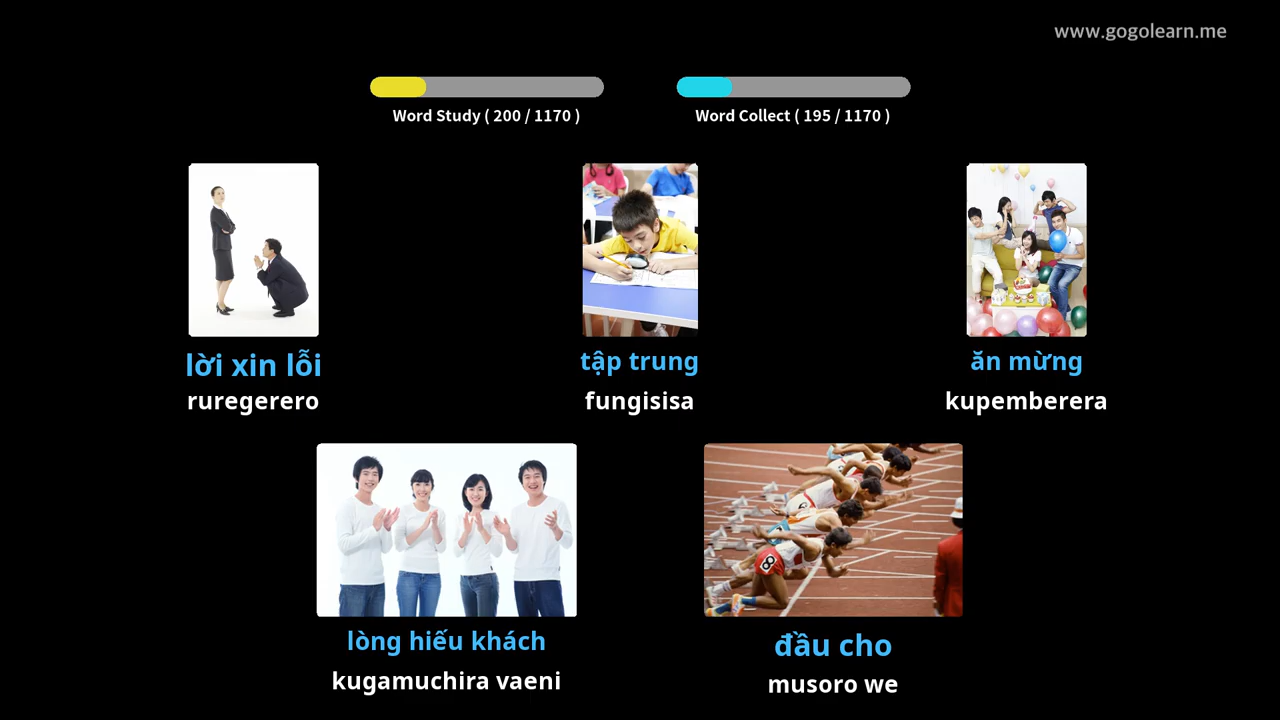 www.gogolearn.me
Word Study ( 200 / 1170 )
Word Collect ( 195 / 1170 )
lời xin lỗi
ruregerero
tập trung
fungisisa
ăn mừng
kupemberera
lòng hiếu khách
kugamuchira vaeni
đầu cho
musoro we